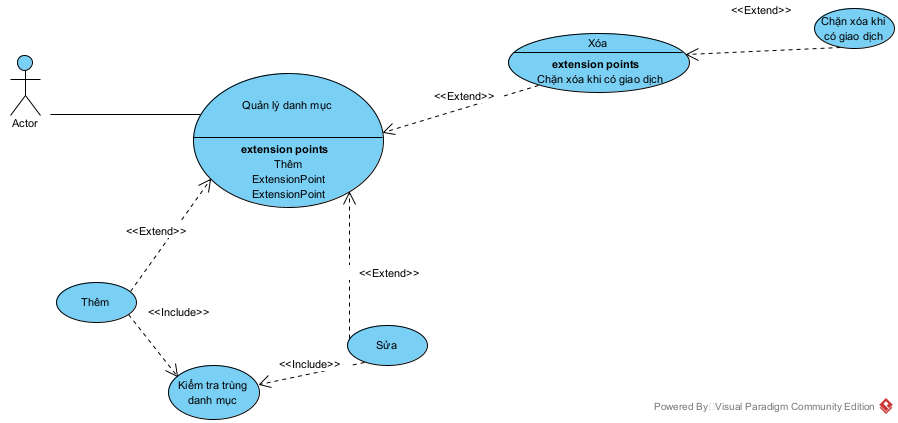 <<Extend>>
Chặn xóa khi
có giao dịch
Xóa
extension points
Chặn xóa khi có giao dịch
<<Extend>>
Actor
Quản lý danh mục
extension points
Thêm
ExtensionPoint
ExtensionPoint
<<Extend>>
<<Extend>>
Thêm
<<Include>>
Sửa
<<Include>>
Kiểm tra trùng
danh mục
Powered By Visual Paradigm Community Edition